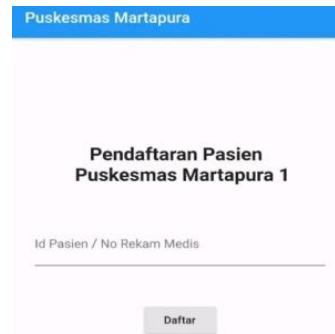 Puskesmas Martapura
Pendaftaran Pasien
Puskesmas Martapura 1
Id Pasien / No Rekam Medis
Daftar